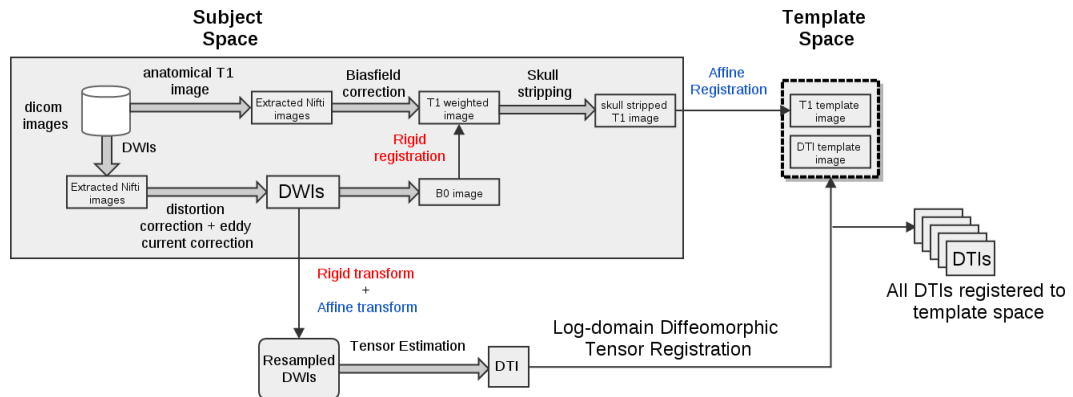 Subject
Space
Template
Space
anatomical T1
image
Biasfield
correction
Skull
stripping
Affine
Registration
dicom
images
Extracted Nifti
images
T1 weighted
image
skull stripped
T1 image
T1 template
image
DWIs
Rigid
registration
DTI template
image
Extracted Nifti
images
DWIs
B0 image
distortion
correction + eddy
current correction
DTIs
Rigid transform
+
Affine transform
All DTIs registered to
template space
Log-domain Diffeomorphic
Tensor Registration
Tensor Estimation
Resampled
DWIs
DTI